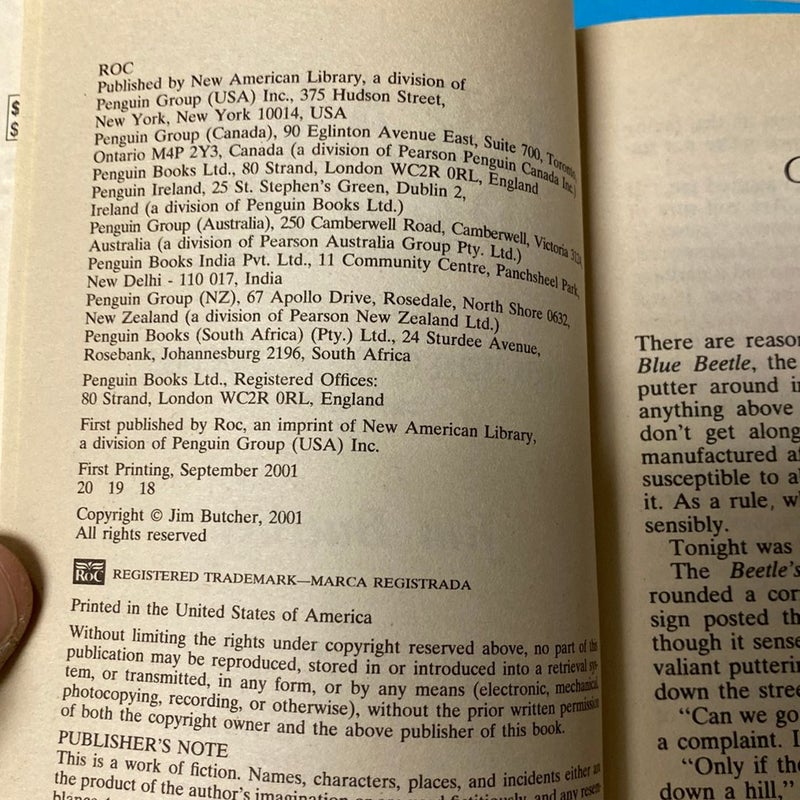 $
$
ROC
Published by New American Library, a division of
Penguin Group (USA) Inc., 375 Hudson Street,
New York, New York 10014, USA
Penguin Group (Canada), 90 Eglinton Avenue East, Suite 700, Toronto,
Ontario M4P 2Y3, Canada (a division of Pearson Penguin Canada Inc.)
Penguin Books Ltd., 80 Strand, London WC2R 0RL, England
Penguin Ireland, 25 St. Stephen's Green, Dublin 2,
Ireland (a division of Penguin Books Ltd.)
Penguin Group (Australia), 250 Camberwell Road, Camberwell, Victoria 3124,
Australia (a division of Pearson Australia Group Pty. Ltd.)
Penguin Books India Pvt. Ltd., 11 Community Centre, Panchsheel Park,
New Delhi - 110 017, India
Penguin Group (NZ), 67 Apollo Drive, Rosedale, North Shore 0632,
New Zealand (a division of Pearson New Zealand Ltd.)
Penguin Books (South Africa) (Pty.) Ltd., 24 Sturdee Avenue,
Rosebank, Johannesburg 2196, South Africa
Penguin Books Ltd., Registered Offices:
80 Strand, London WC2R 0RL, England
First published by Roc, an imprint of New American Library,
a division of Penguin Group (USA) Inc.
First Printing, September 2001
20 19 18
Copyright © Jim Butcher, 2001
All rights reserved
ROC REGISTERED TRADEMARK—MARCA REGISTRADA
Printed in the United States of America
Without limiting the rights under copyright reserved above, no part of this
publication may be reproduced, stored in or introduced into a retrieval sys-
tem, or transmitted, in any form, or by any means (electronic, mechanical,
photocopying, recording, or otherwise), without the prior written permission
of both the copyright owner and the above publisher of this book.
PUBLISHER'S NOTE
This is a work of fiction. Names, characters, places, and incidents either are
the product of the author's imagination or are used fictitiously, and any resem-
C
There are reaso
Blue Beetle, the
putter around i
anything above
don't get along
manufactured a
susceptible to a
it. As a rule, w
sensibly.
Tonight was
The Beetle's
rounded a cor
sign posted th
though it sense
valiant putteri
down the stree
"Can we go
a complaint. I
"Only if the
down a hill,"